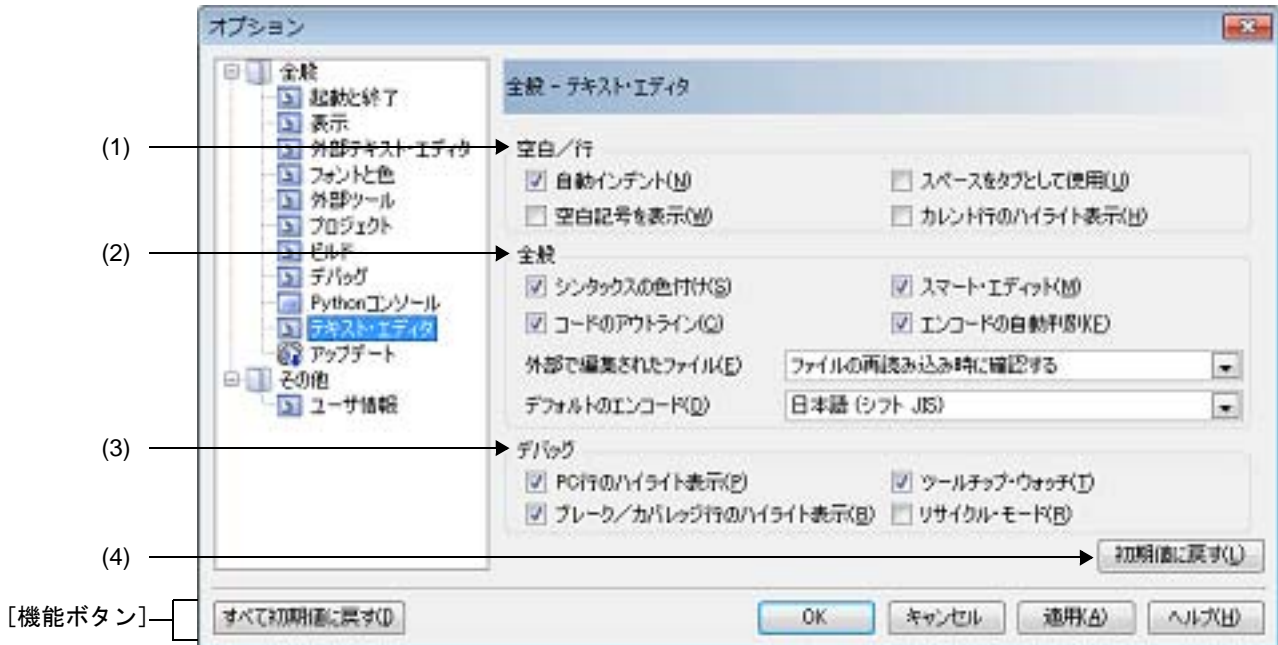 オプション
全般
起動と終了
表示
外部テキスト・エディタ
フォントと色
外部ツール
プロジェクト
ビルド
デバッグ
Pythonコンソール
テキスト・エディタ
アップデート
その他
ユーザ情報
全般 - テキスト・エディタ
(1)
空白/行
自動インデント(N)
スペースをタブとして使用(U)
空白記号を表示(W)
カレント行のハイライト表示(H)
(2)
全般
シンタックスの色付け(S)
スマート・エディット(M)
コードのアウトライン(O)
エンコードの自動判別(E)
外部で編集されたファイル(E)
ファイルの再読み込み時に確認する
デフォルトのエンコード(D)
日本語 (シフト JIS)
(3)
デバッグ
PC行のハイライト表示(P)
ツールチップ・ウォッチ(T)
ブレーク/カバレッジ行のハイライト表示(B)
リサイクル・モード(R)
(4)
初期値に戻す(L)
[機能ボタン]
すべて初期値に戻す(I)
OK
キャンセル
適用(A)
ヘルプ(H)